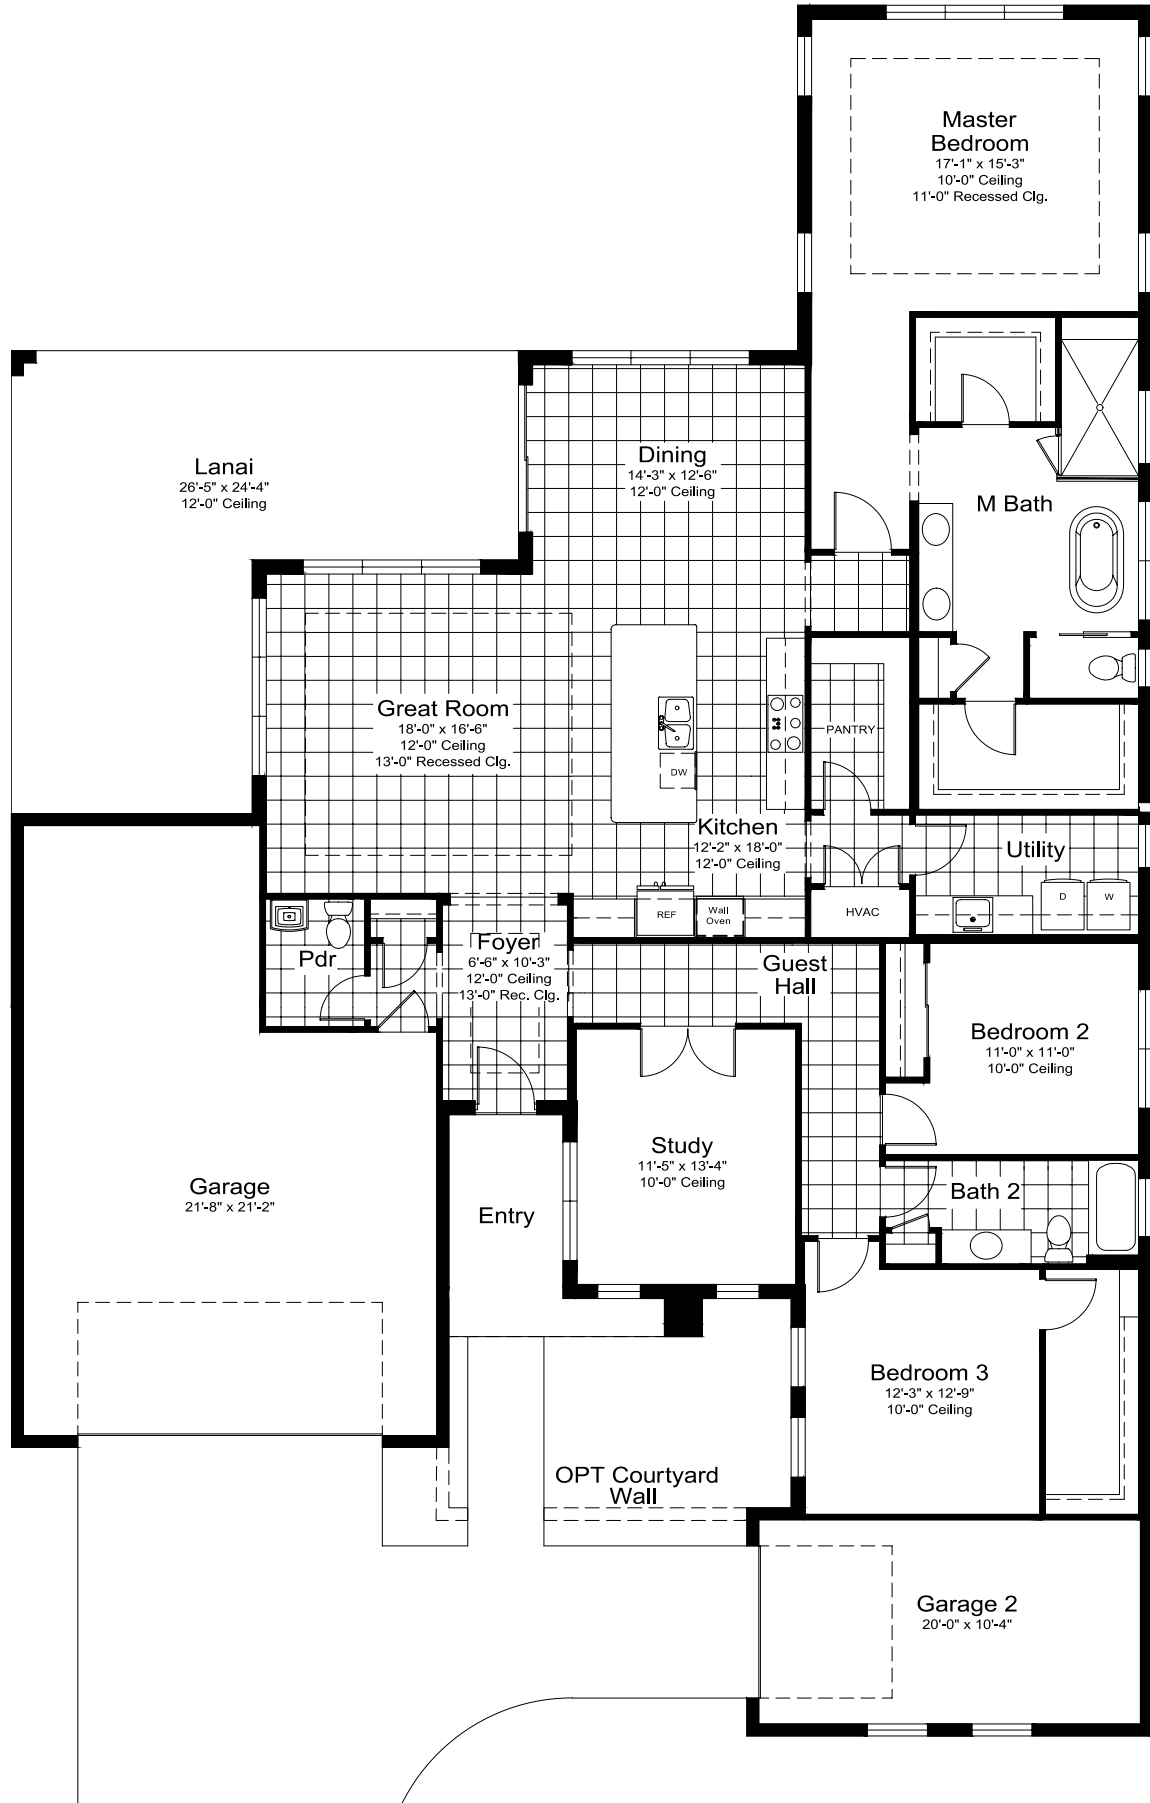 Master
Bedroom
17'-1" x 15'-3"
10'-0" Ceiling
11'-0" Recessed Clg.
Lanai
26'-5" x 24'-4"
12'-0" Ceiling
Dining
14'-3" x 12'-6"
12'-0" Ceiling
M Bath
Great Room
18'-0" x 16'-6"
12'-0" Ceiling
13'-0" Recessed Clg.
DW
PANTRY
Kitchen
12'-2" x 18'-0"
12'-0" Ceiling
Utility
D
W
REF
Wall
Oven
HVAC
Pdr
Foyer
6'-6" x 10'-3"
12'-0" Ceiling
13'-0" Rec. Clg.
Guest
Hall
Bedroom 2
11'-0" x 11'-0"
10'-0" Ceiling
Study
11'-5" x 13'-4"
10'-0" Ceiling
Garage
21'-8" x 21'-2"
Entry
Bath 2
Bedroom 3
12'-3" x 12'-9"
10'-0" Ceiling
OPT Courtyard
Wall
Garage 2
20'-0" x 10'-4"